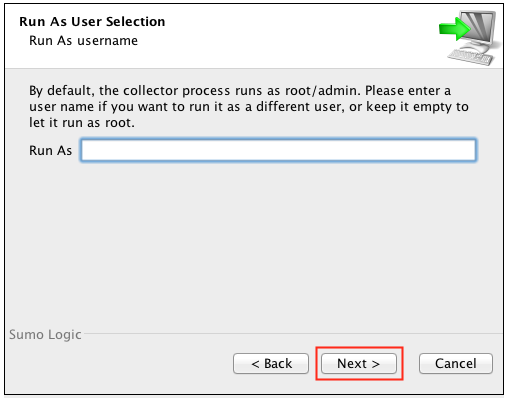 Run As User Selection
Run As username
By default, the collector process runs as root/admin. Please enter a
user name if you want to run it as a different user, or keep it empty to
let it run as root.
Run As
Sumo Logic
< Back
Next >
Cancel